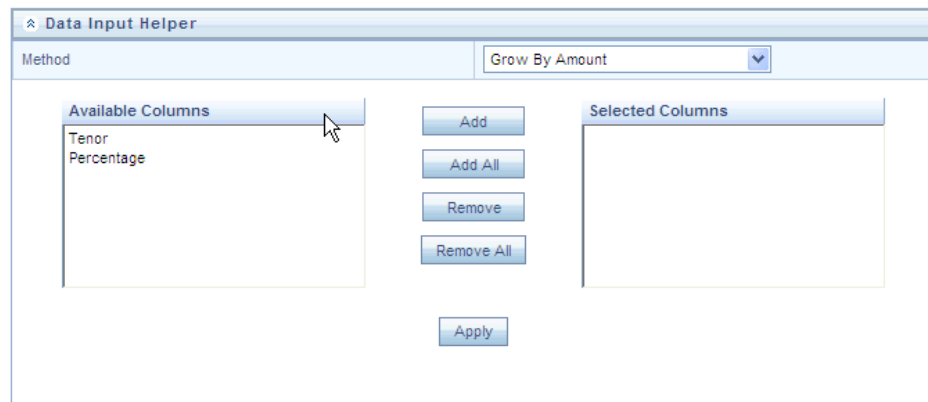 Data Input Helper
Method
Grow By Amount
Available Columns
Tenor
Percentage
Add
Add All
Remove
Remove All
Selected Columns
Apply